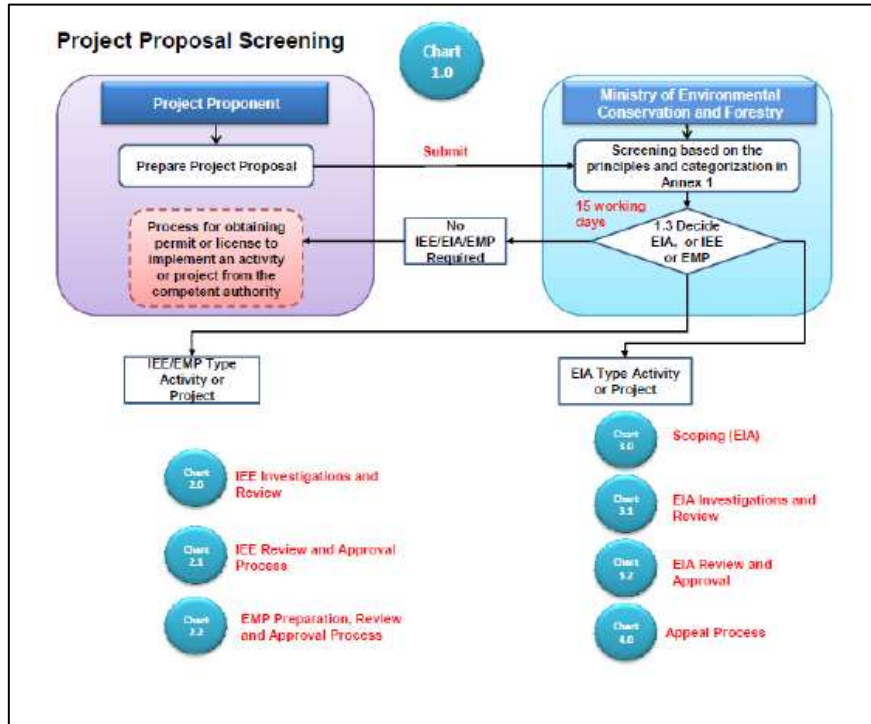 Project Proposal Screening
Chart
1.0
Project Proponent
Ministry of Environmental
Conservation and Forestry
Prepare Project Proposal
Submit
Screening based on the
principles and categorization in
Annex 1
15 working
days
1.3 Decide
EIA, or IEE
or EMP
No
IEE/EIA/EMP
Required
Process for obtaining
permit or license to
implement an activity
or project from the
competent authority
IEE/EMP Type
Activity or
Project
EIA Type Activity
or Project
Chart
2.0
IEE Investigations and
Review
Chart
2.1
IEE Review and Approval
Process
Chart
2.2
EMP Preparation, Review
and Approval Process
Chart
3.0
Scoping (EIA)
Chart
3.1
EIA Investigations and
Review
Chart
3.2
EIA Review and
Approval
Chart
4.0
Appeal Process